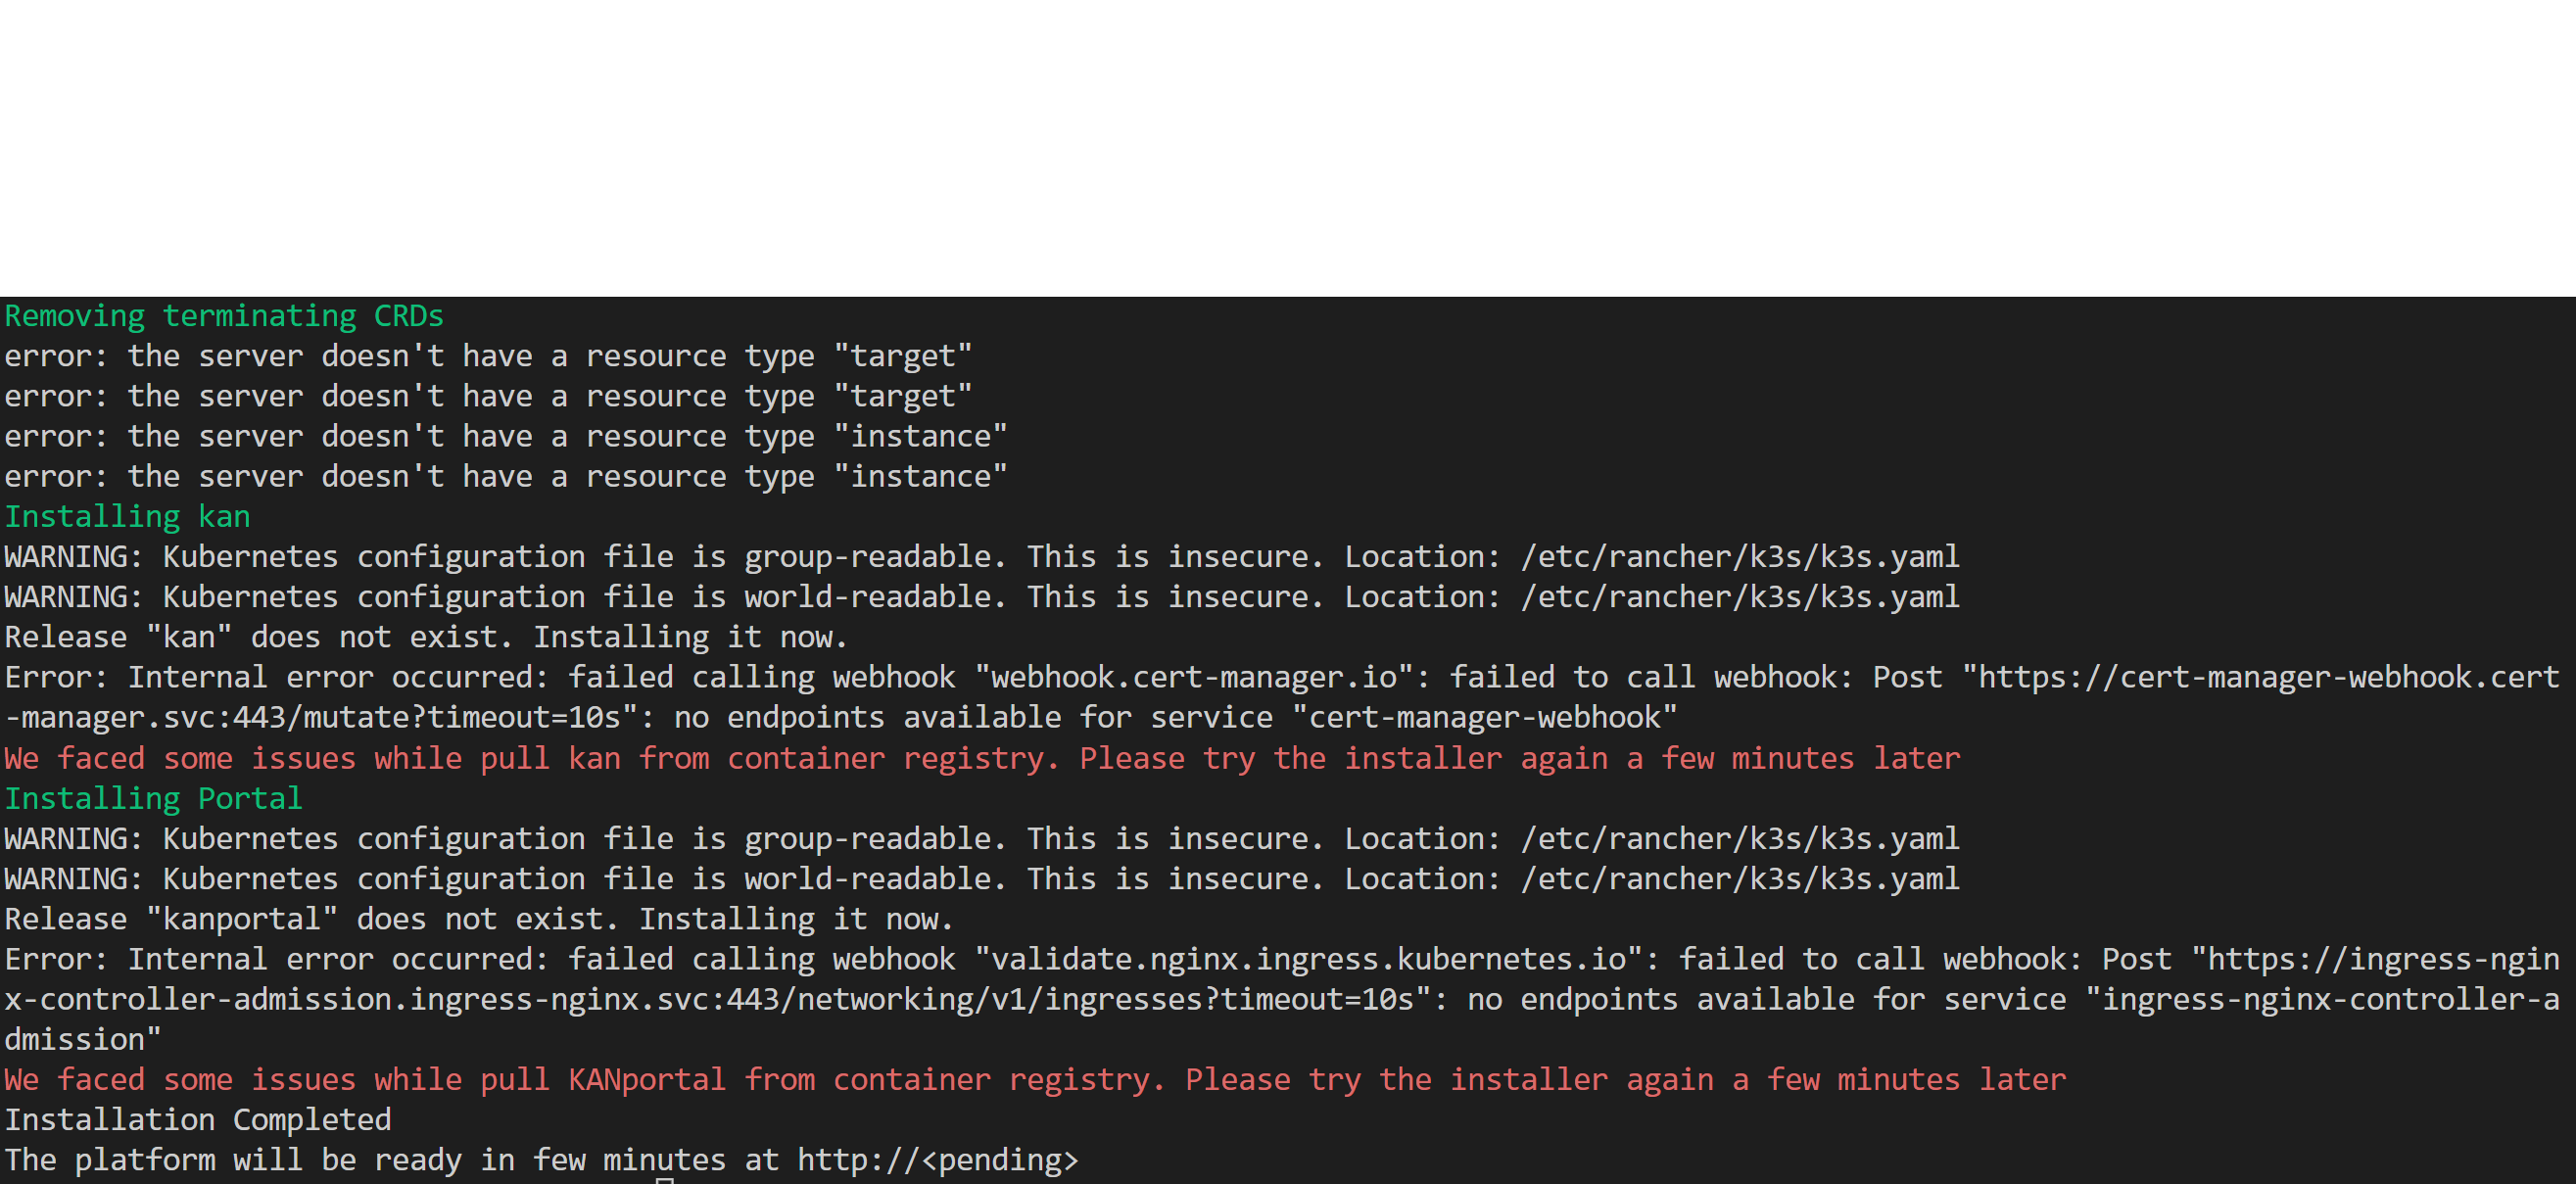 Removing terminating CRDs
error: the server doesn't have a resource type "target"
error: the server doesn't have a resource type "target"
error: the server doesn't have a resource type "instance"
error: the server doesn't have a resource type "instance"
Installing kan
WARNING: Kubernetes configuration file is group-readable. This is insecure. Location: /etc/rancher/k3s/k3s.yaml
WARNING: Kubernetes configuration file is world-readable. This is insecure. Location: /etc/rancher/k3s/k3s.yaml
Release "kan" does not exist. Installing it now.
Error: Internal error occurred: failed calling webhook "webhook.cert-manager.io": failed to call webhook: Post "https://cert-manager-webhook.cert
-manager.svc:443/mutate?timeout=10s": no endpoints available for service "cert-manager-webhook"
We faced some issues while pull kan from container registry. Please try the installer again a few minutes later
Installing Portal
WARNING: Kubernetes configuration file is group-readable. This is insecure. Location: /etc/rancher/k3s/k3s.yaml
WARNING: Kubernetes configuration file is world-readable. This is insecure. Location: /etc/rancher/k3s/k3s.yaml
Release "kanportal" does not exist. Installing it now.
Error: Internal error occurred: failed calling webhook "validate.nginx.ingress.kubernetes.io": failed to call webhook: Post "https://ingress-ngin
x-controller-admission.ingress-nginx.svc:443/networking/v1/ingresses?timeout=10s": no endpoints available for service "ingress-nginx-controller-a
dmission"
We faced some issues while pull KANportal from container registry. Please try the installer again a few minutes later
Installation Completed
The platform will be ready in few minutes at http://<pending>